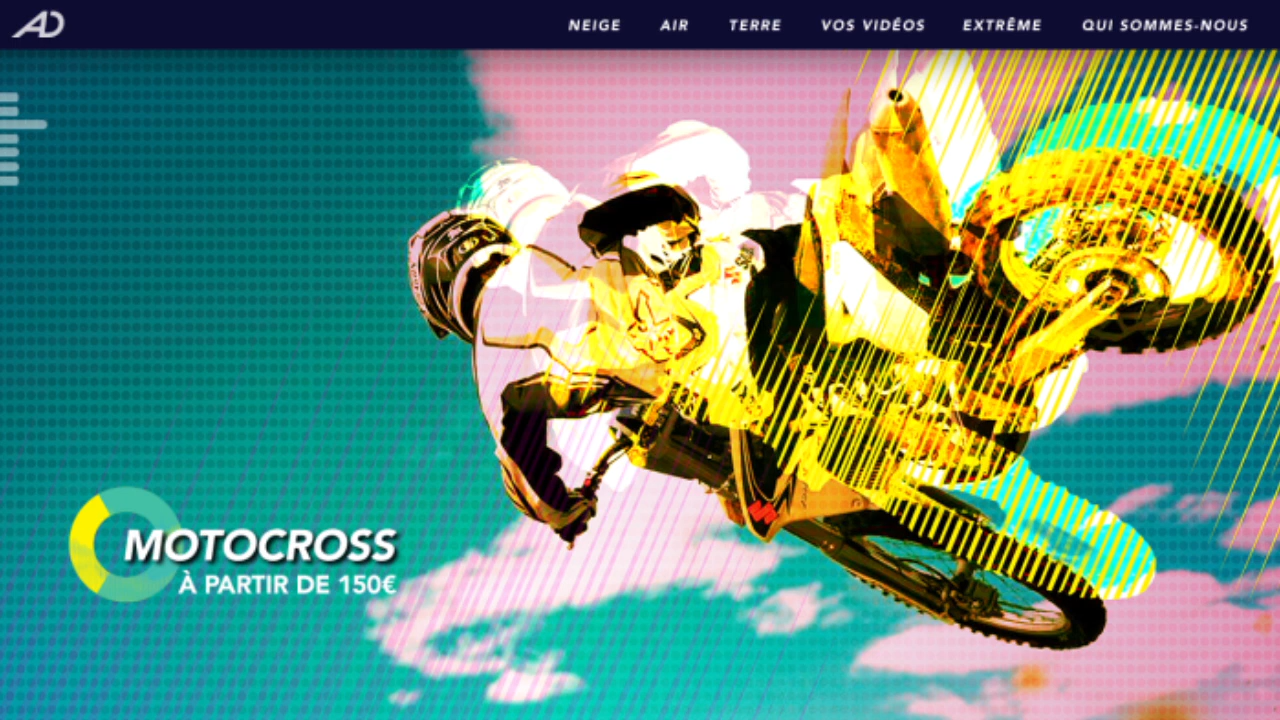 AD
NEIGE AIR TERRE VOS VIDÉOS EXTRÊME QUI SOMMES-NOUS
MOTOCROSS
À PARTIR DE 150€